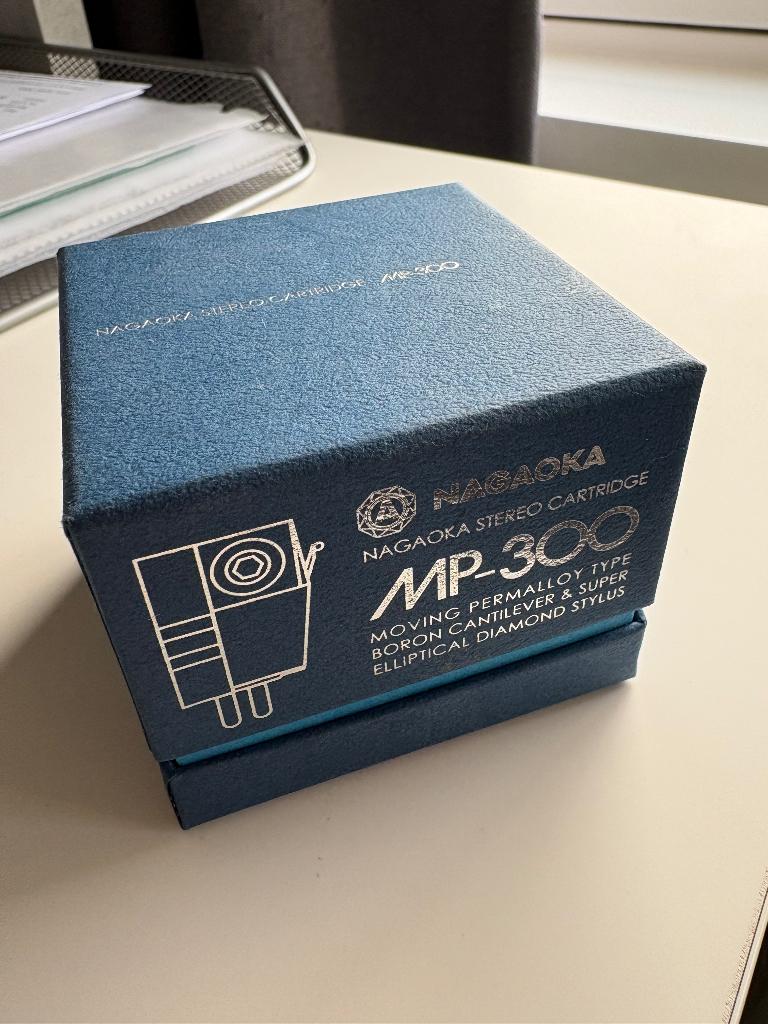 NAGAOKA STEREO CARTRIDGE MP-300
NAGAOKA
NAGAOKA STEREO CARTRIDGE
MP-300
MOVING PERMALLOY TYPE
BORON CANTILEVER & SUPER
ELLIPTICAL DIAMOND STYLUS